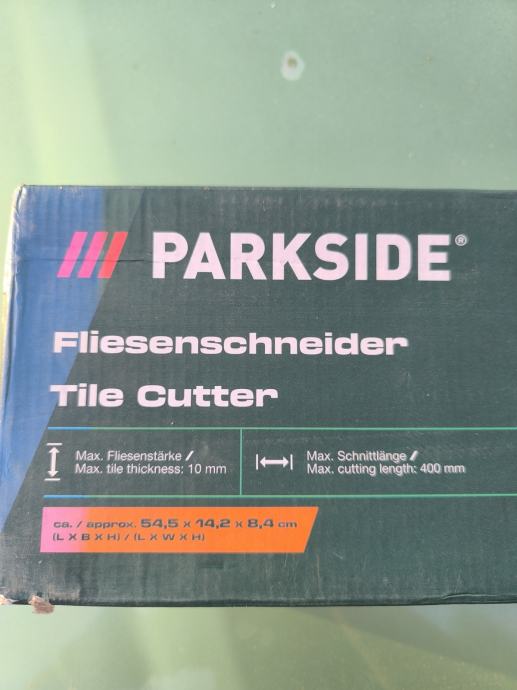 /// PARKSIDE®
Fliesenschneider
Tile Cutter
Max. Fliesenstärke /
Max. tile thickness: 10 mm
Max. Schnittlänge /
Max. cutting length: 400 mm
ca. / approx. 54,5 x 14,2 x 8,4 cm
(L X B X H) / (L X W X H)